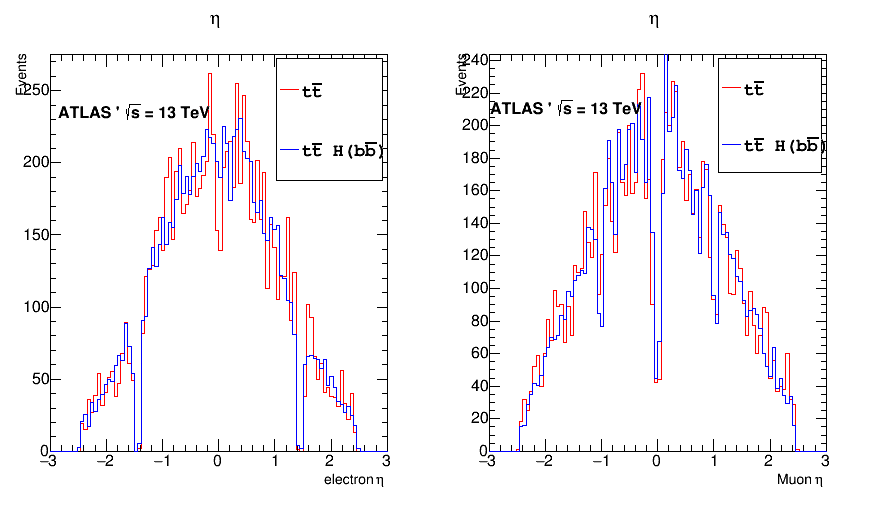 η
Events
250
200
150
100
50
0
ATLAS ' √s = 13 TeV
tt̅
tt̅ H(bb̅)
−3 −2 −1 0 1 2 3
electron η
η
Events
240
220
200
180
160
140
120
100
80
60
40
20
0
ATLAS ' √s = 13 TeV
tt̅
tt̅ H(bb̅)
−3 −2 −1 0 1 2 3
Muon η